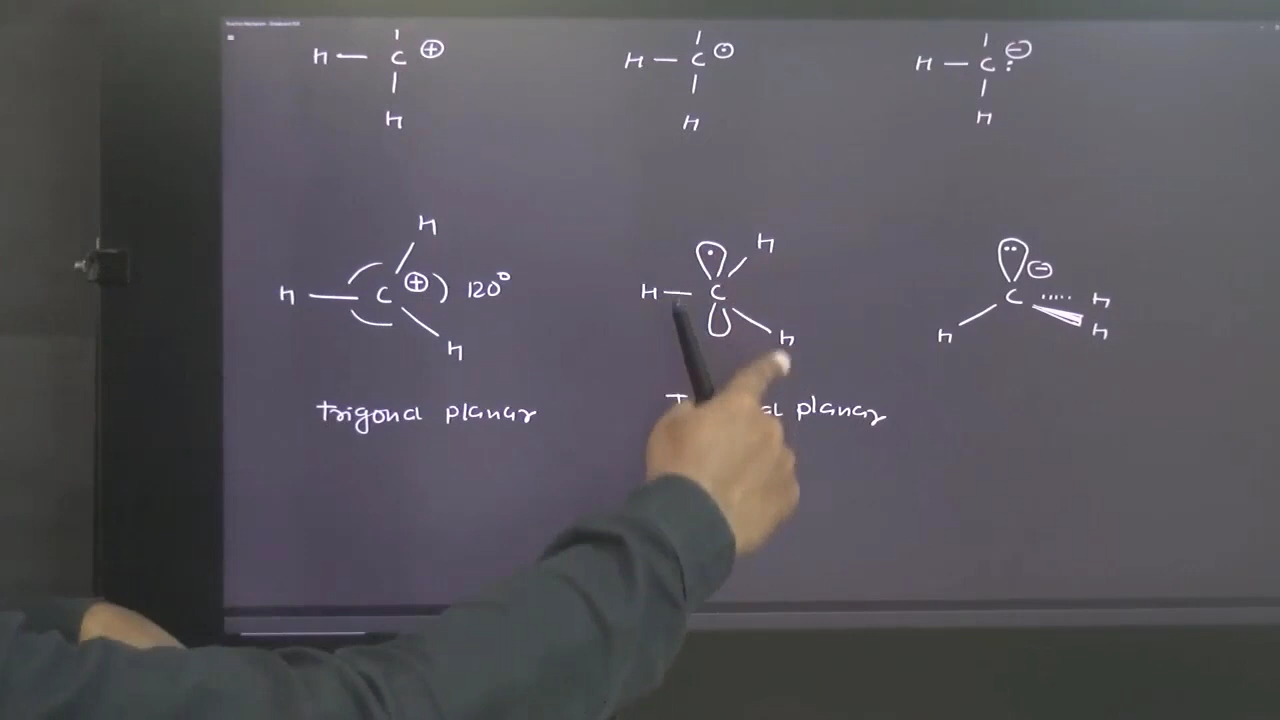 H — C ⊕
H
H — C ⊙
H
H — C : ⊖
H
H
H — C ⊕ 120°
H
trigonal planar
H
H — C
H
planar
C ⊖
H
H
H